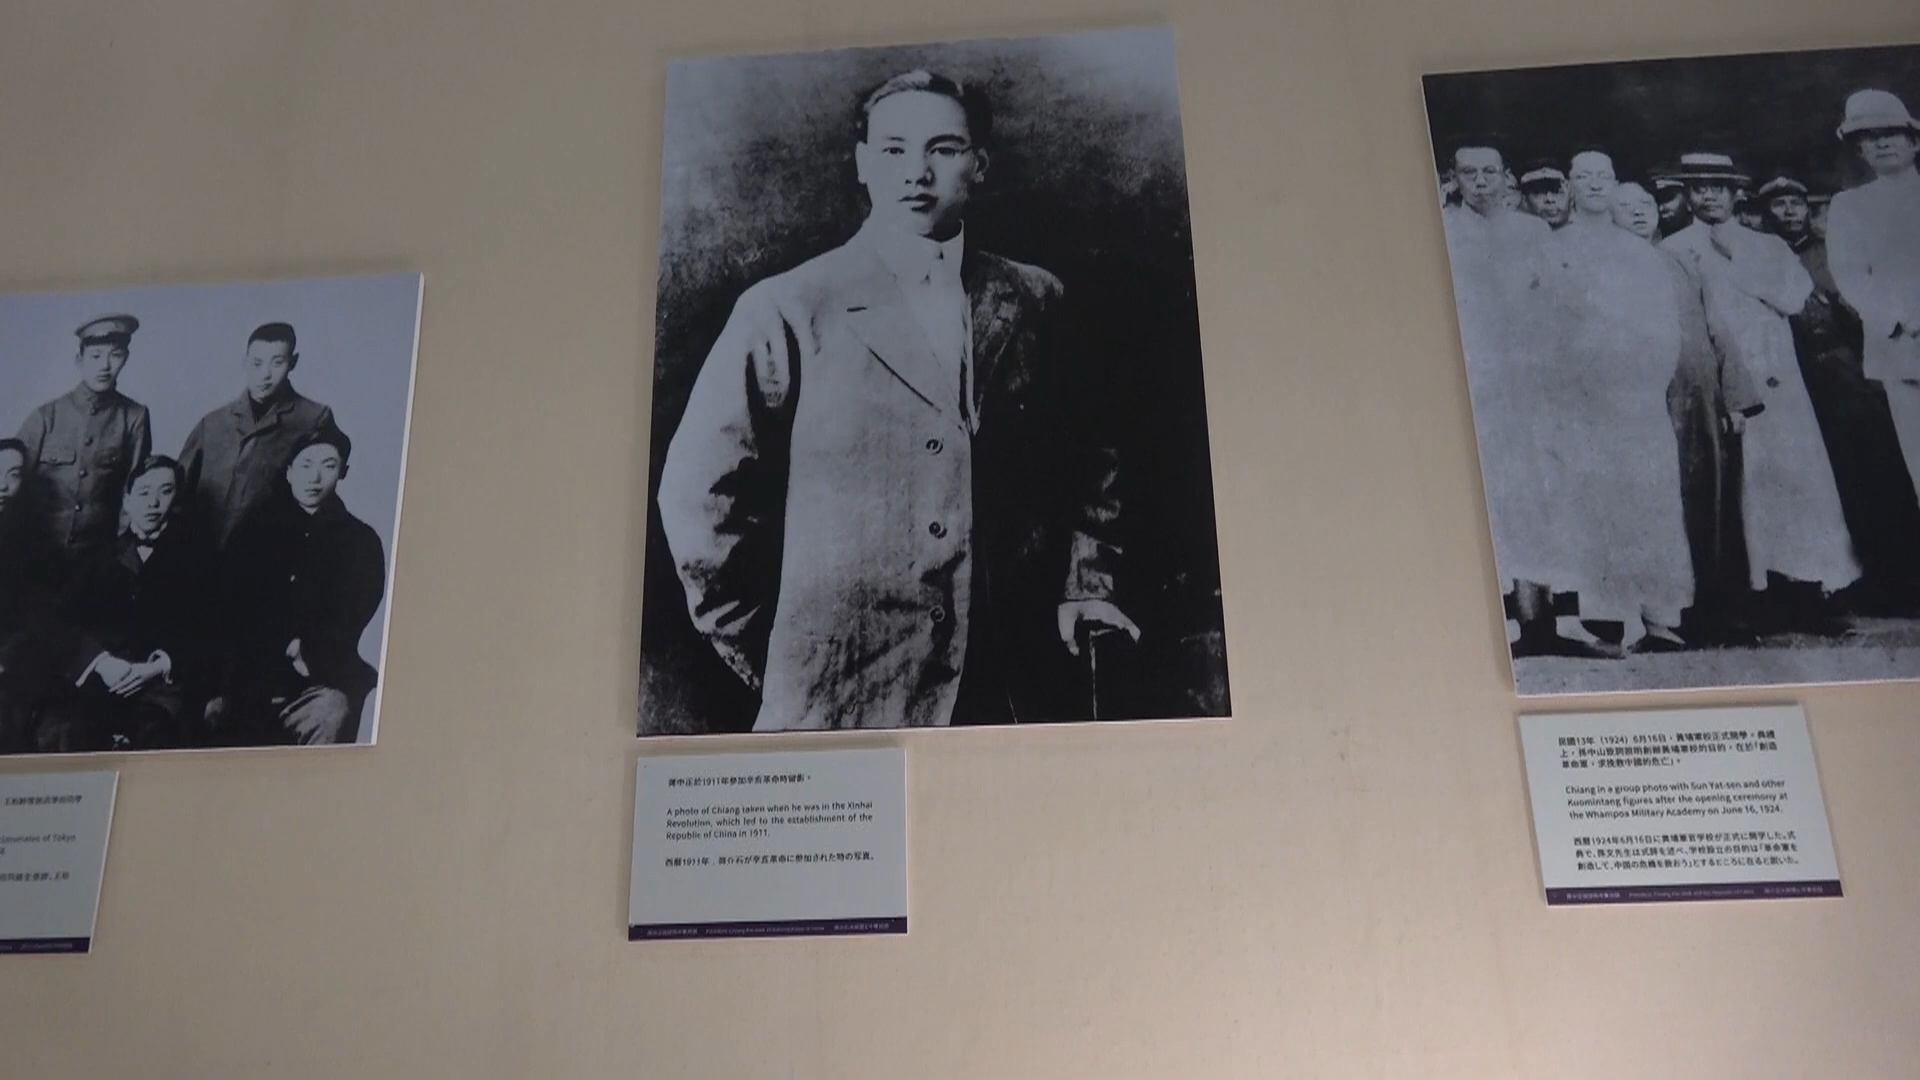 classmates of Tokyo
蔣中正於1911年參加辛亥革命時留影。
A photo of Chiang taken when he was in the Xinhai
Revolution, which led to the establishment of the
Republic of China in 1911.
西曆1911年、蔣介石が辛亥革命に參加された時の写真。
民國13年（1924）6月16日，黃埔軍校正式開學。典禮
上，孫中山致詞說明創辦黃埔軍校的目的，在於「創造
革命軍，求挽救中國的危亡」。
Chiang in a group photo with Sun Yat-sen and other
Kuomintang figures after the opening ceremony at
the Whampoa Military Academy on June 16, 1924.
西曆1924年6月16日に黃埔軍官学校が正式に開学した。式
典で、孫文先生は式辞を述べ、学校設立の目的は「革命軍を
創造して、中国の危機を救おう」とするところに在ると説いた。